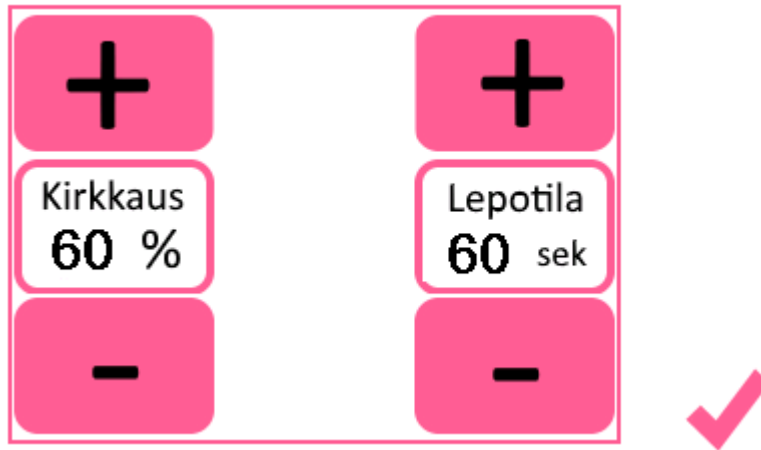 +
+
Kirkkaus
60 %
Lepotila
60 sek
-
-